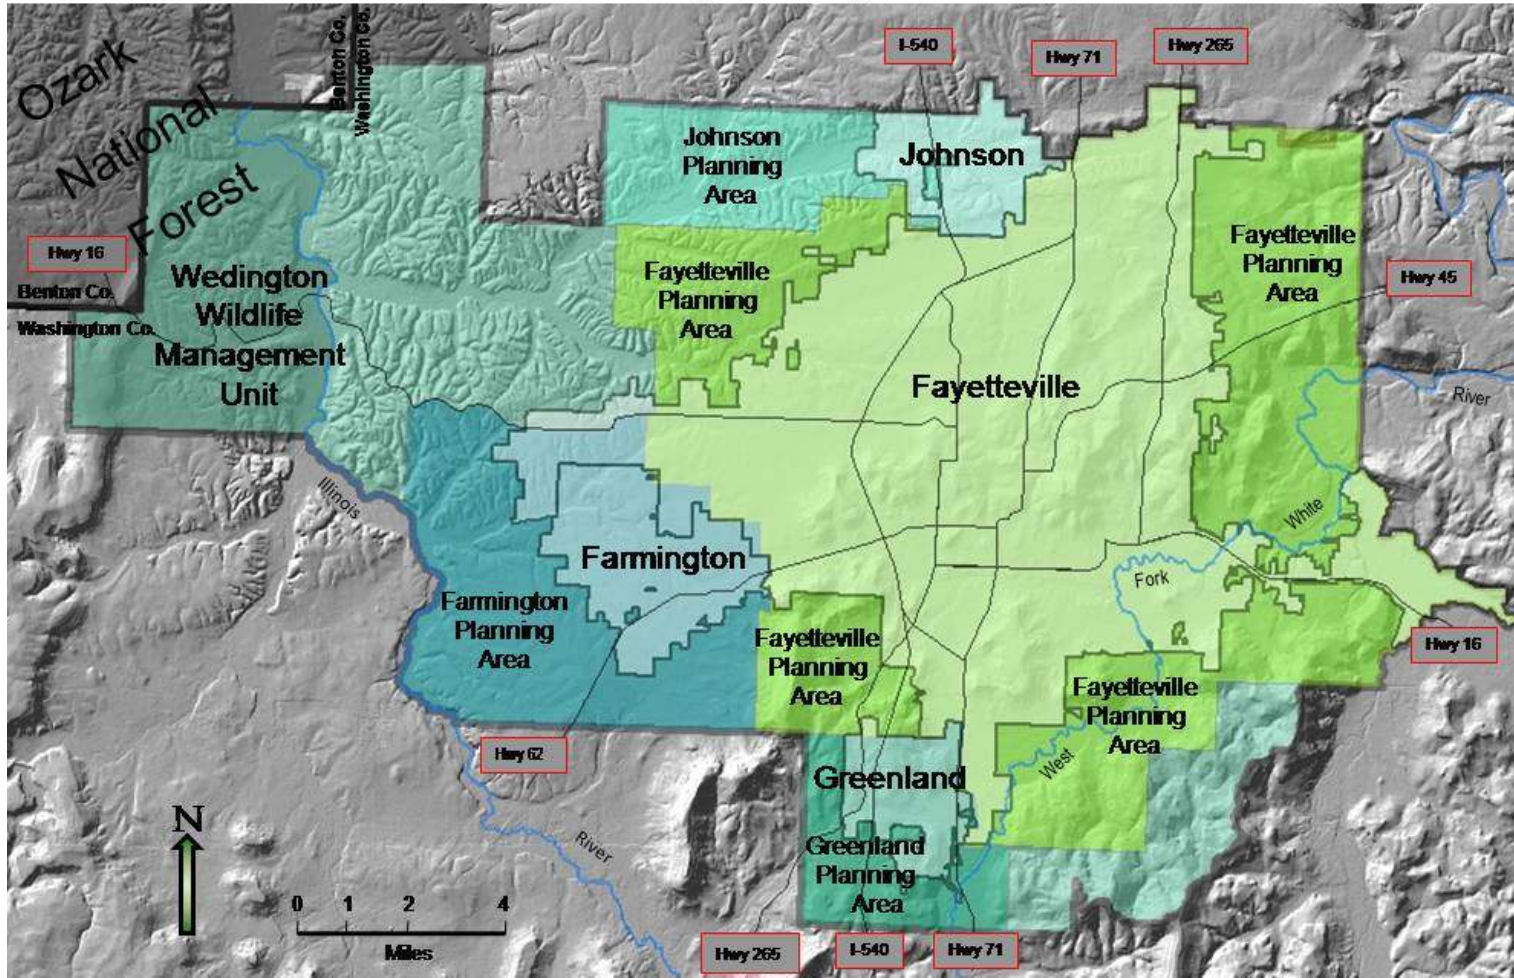 Ozark
National
Forest
Benton Co.
Washington Co.
I-540
Hwy 71
Hwy 265
Johnson
Planning
Area
Johnson
Hwy 16
Benton Co.
Washington Co.
Wedington
Wildlife
Management
Unit
Fayetteville
Planning
Area
Fayetteville
Planning
Area
Hwy 45
Fayetteville
River
Illinois
White
Fork
Farmington
Farmington
Planning
Area
Fayetteville
Planning
Area
Hwy 16
Fayetteville
Planning
Area
West
Hwy 62
Greenland
Greenland
Planning
Area
River
N
0 1 2 4
Miles
Hwy 265
I-540
Hwy 71